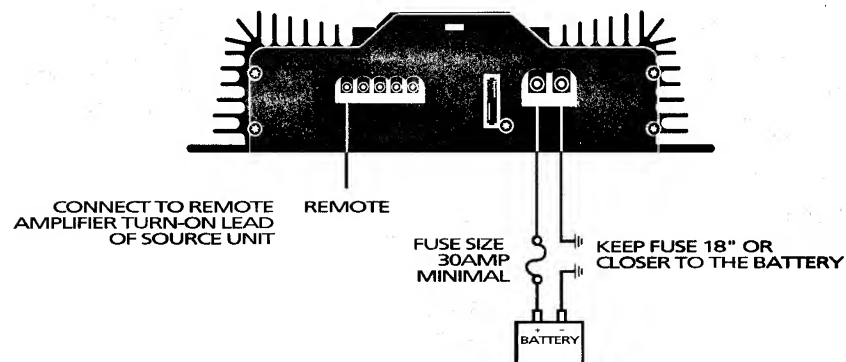 CONNECT TO REMOTE
AMPLIFIER TURN-ON LEAD
OF SOURCE UNIT
REMOTE
FUSE SIZE
30AMP
MINIMAL
KEEP FUSE 18" OR
CLOSER TO THE BATTERY
+ -
BATTERY